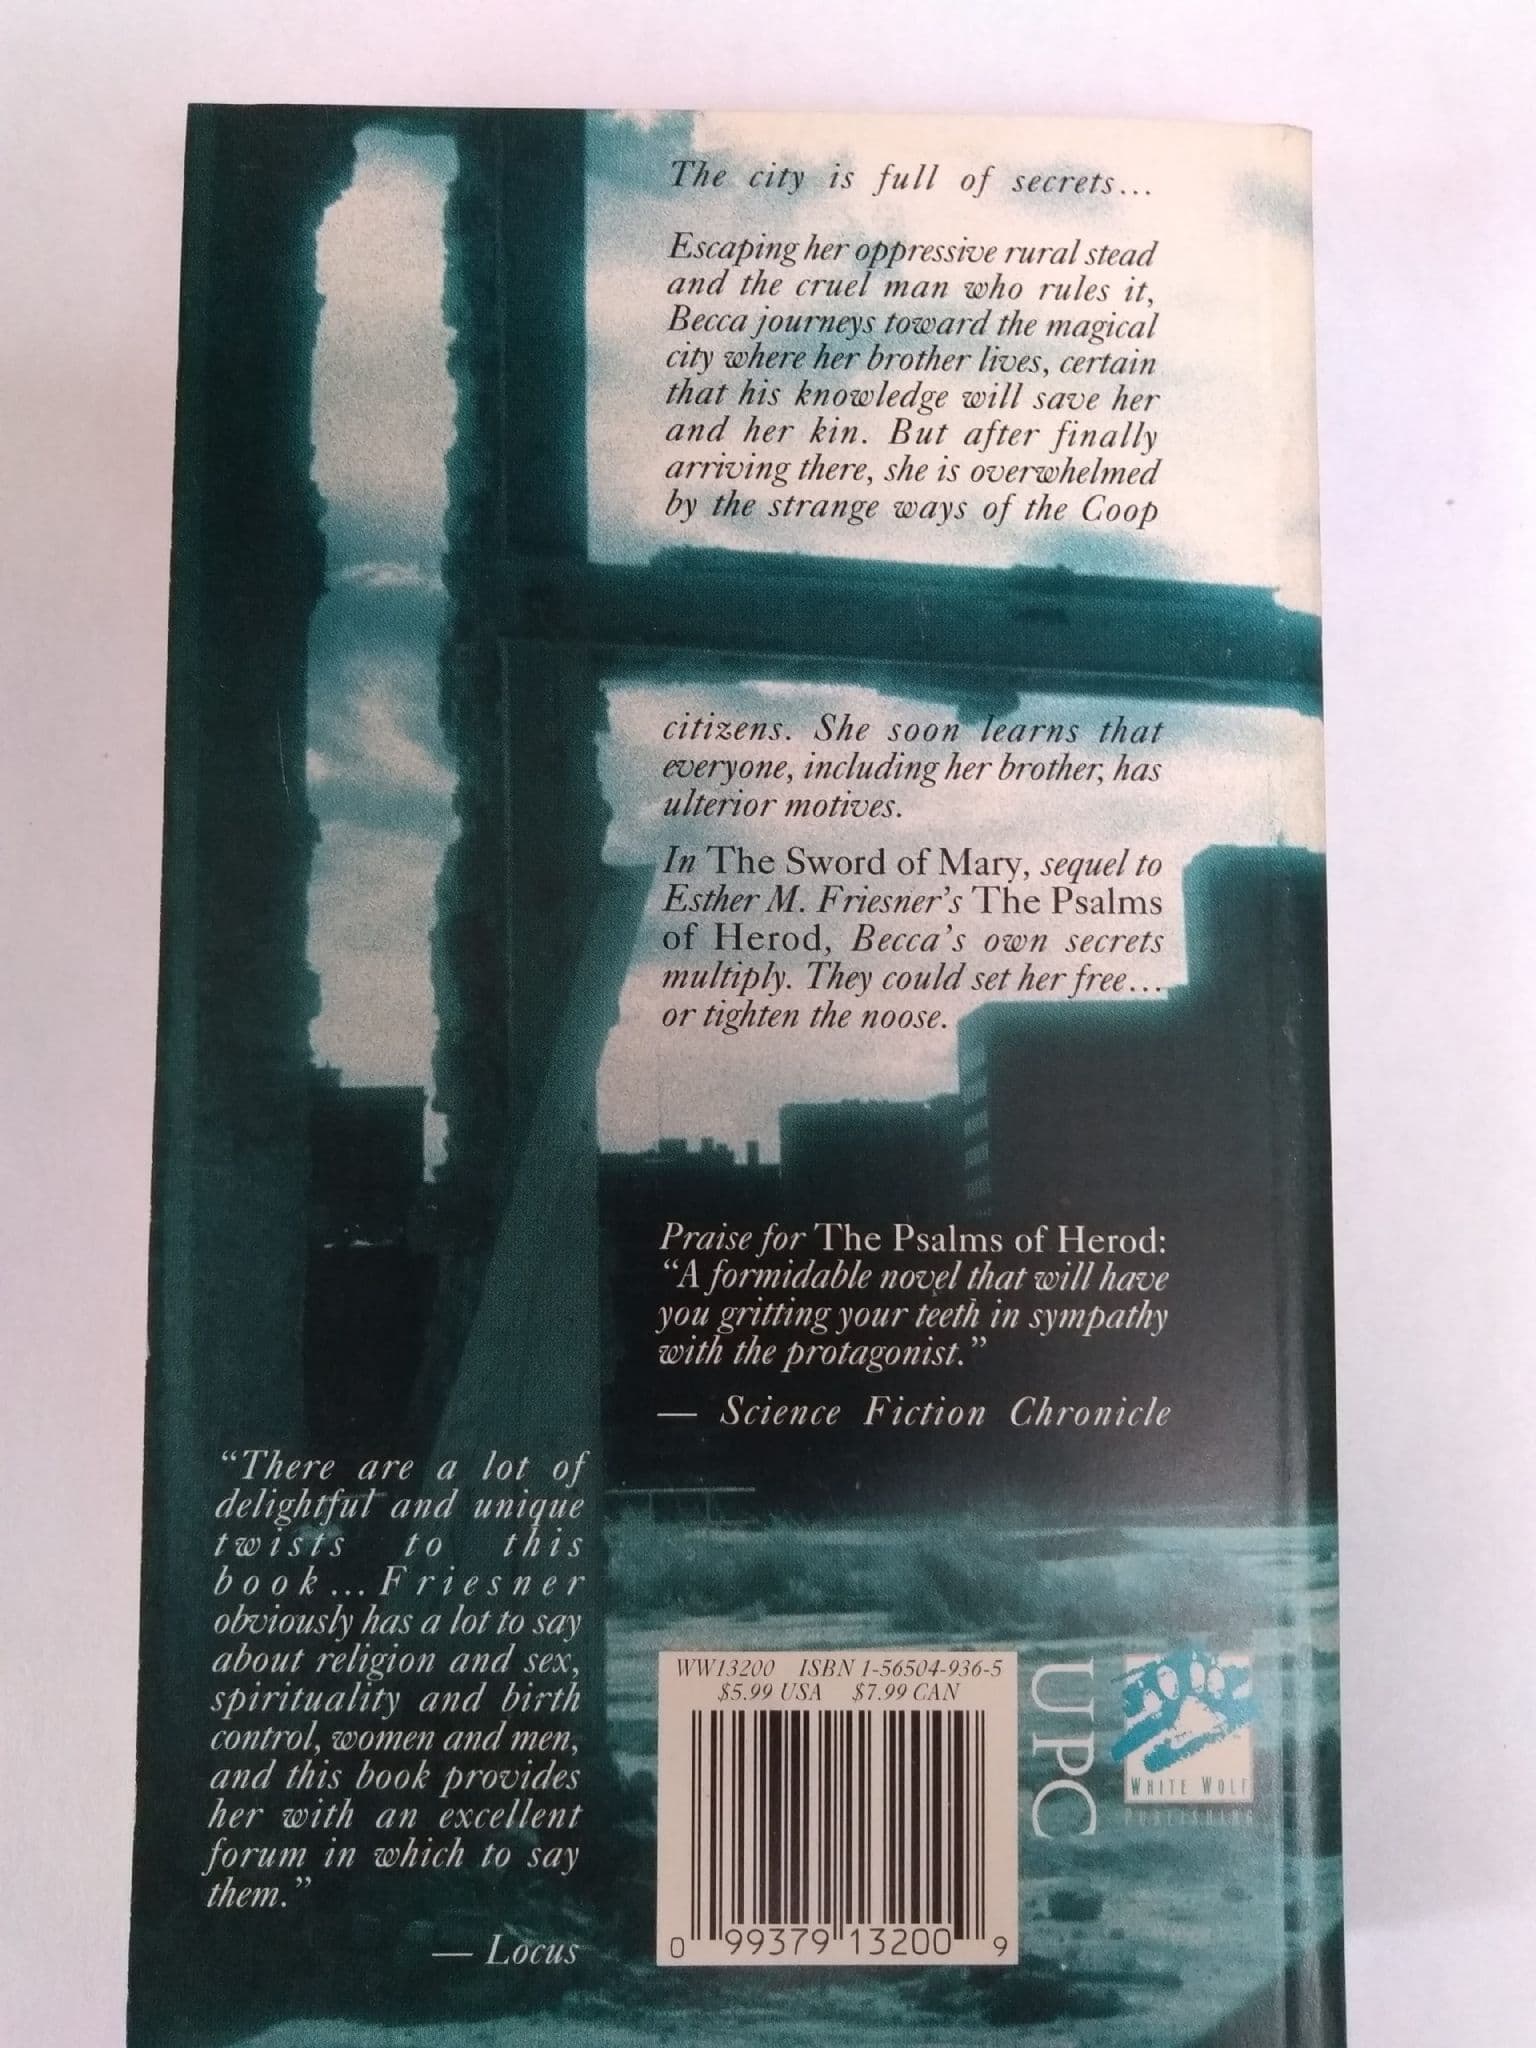 The city is full of secrets...
Escaping her oppressive rural stead
and the cruel man who rules it,
Becca journeys toward the magical
city where her brother lives, certain
that his knowledge will save her
and her kin. But after finally
arriving there, she is overwhelmed
by the strange ways of the Coop
citizens. She soon learns that
everyone, including her brother, has
ulterior motives.
In The Sword of Mary, sequel to
Esther M. Friesner's The Psalms
of Herod, Becca's own secrets
multiply. They could set her free...
or tighten the noose.
Praise for The Psalms of Herod:
“A formidable novel that will have
you gritting your teeth in sympathy
with the protagonist.”
— Science Fiction Chronicle
“There are a lot of
delightful and unique
twists to this
book...Friesner
obviously has a lot to say
about religion and sex,
spirituality and birth
control, women and men,
and this book provides
her with an excellent
forum in which to say
them.”
— Locus
WW13200 ISBN 1-56504-936-5
$5.99 USA $7.99 CAN
0 99379 13200 9
UPC
WHITE WOLF
PUBLISHING